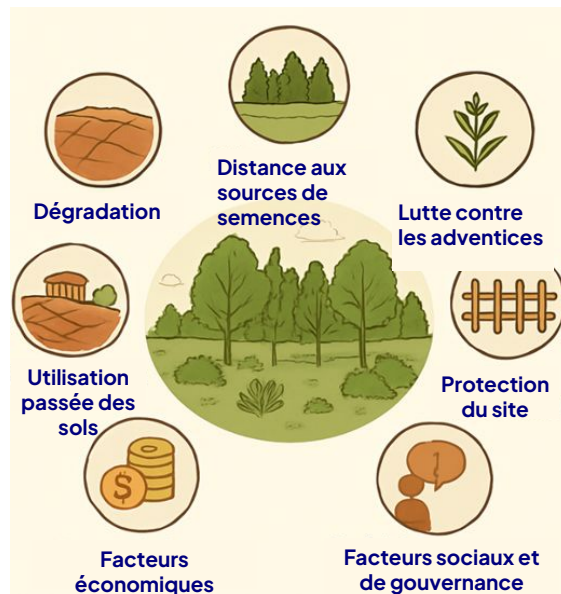 Distance aux
sources de
semences
Dégradation
Lutte contre
les adventices
Utilisation
passée des
sols
Protection
du site
$
Facteurs
économiques
Facteurs sociaux et
de gouvernance